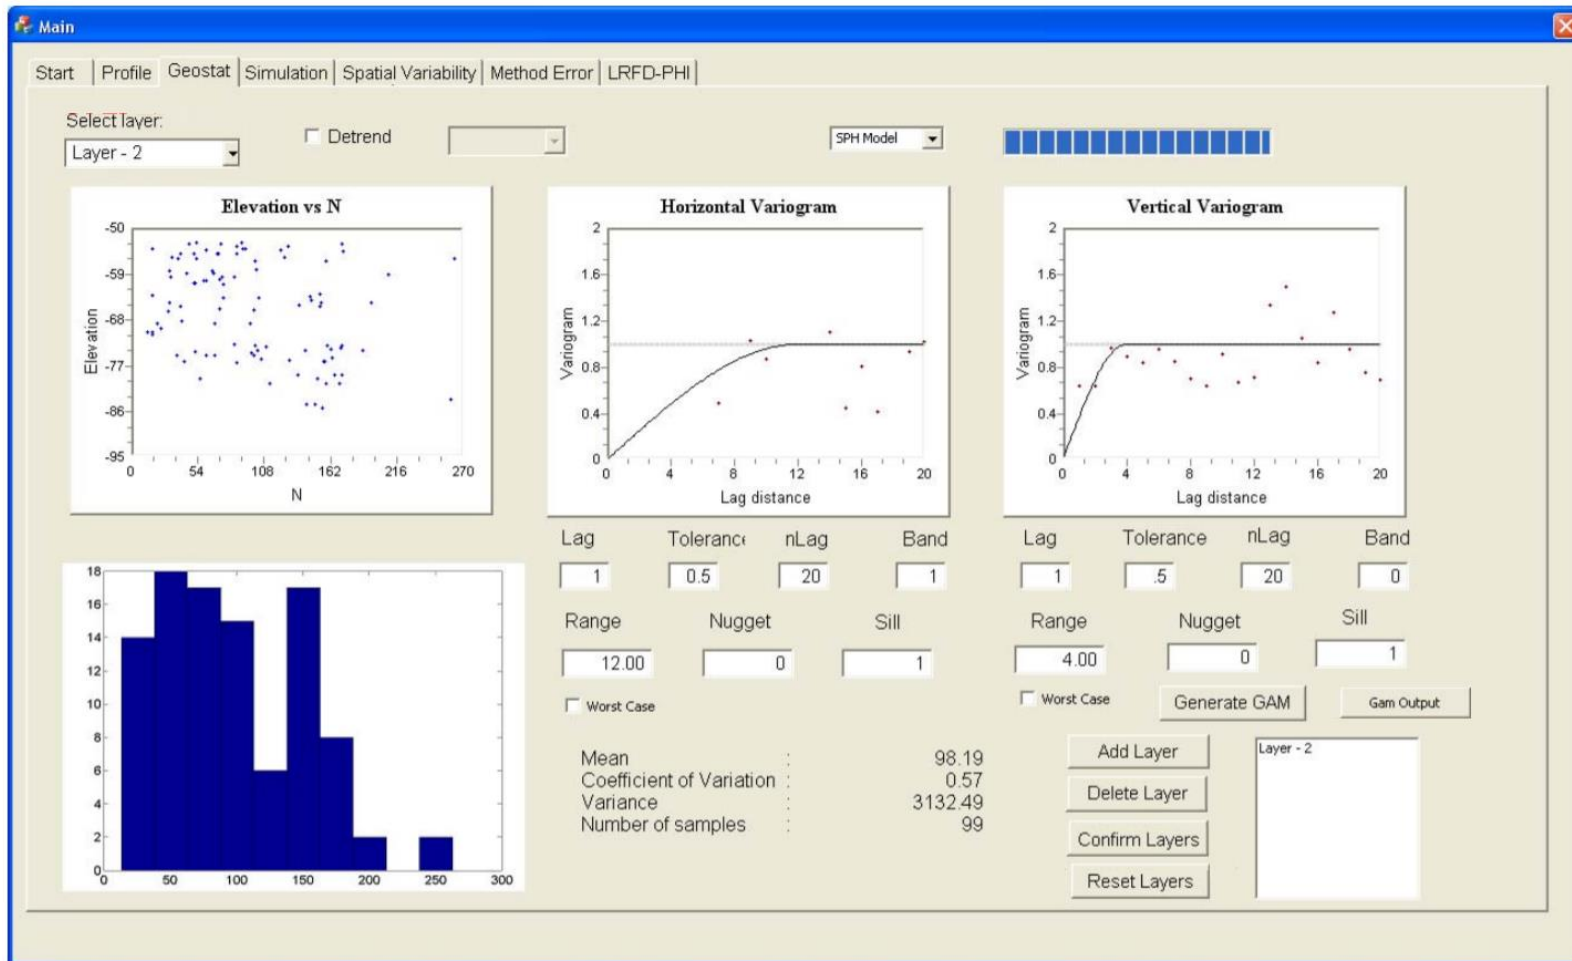 Main
Start Profile Geostat Simulation Spatial Variability Method Error LRFD-PHI
Select layer:
Layer - 2
Detrend
SPH Model
Elevation vs N
-50
-59
-68
-77
-86
-95
Elevation
0 54 108 162 216 270
N
Horizontal Variogram
2
1.6
1.2
0.8
0.4
0
Variogram
0 4 8 12 16 20
Lag distance
Vertical Variogram
2
1.6
1.2
0.8
0.4
0
Variogram
0 4 8 12 16 20
Lag distance
18
16
14
12
10
8
6
4
2
0
0 50 100 150 200 250 300
Lag Tolerance nLag Band
1 0.5 20 1
Range Nugget Sill
12.00 0 1
Worst Case
Lag Tolerance nLag Band
1 .5 20 0
Range Nugget Sill
4.00 0 1
Worst Case Generate GAM Gam Output
Mean : 98.19
Coefficient of Variation : 0.57
Variance : 3132.49
Number of samples : 99
Add Layer
Delete Layer
Confirm Layers
Reset Layers
Layer - 2